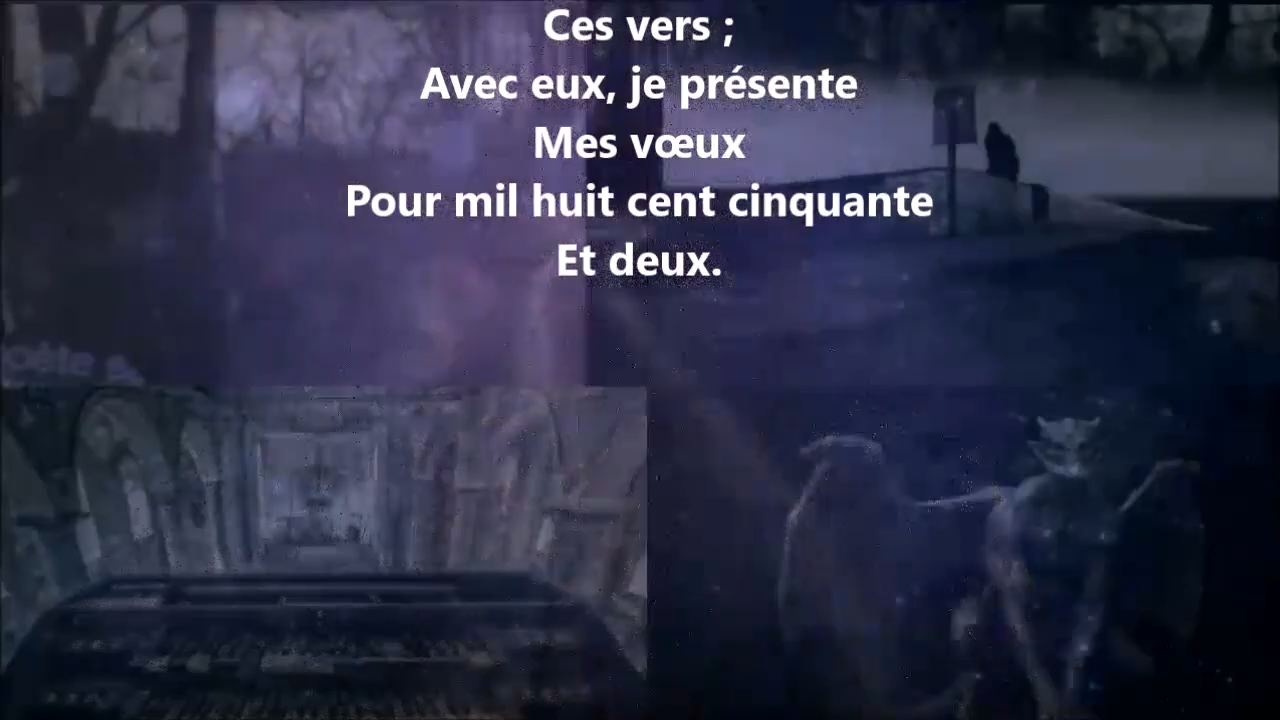 Ces vers ;
Avec eux, je présente
Mes vœux
Pour mil huit cent cinquante
Et deux.